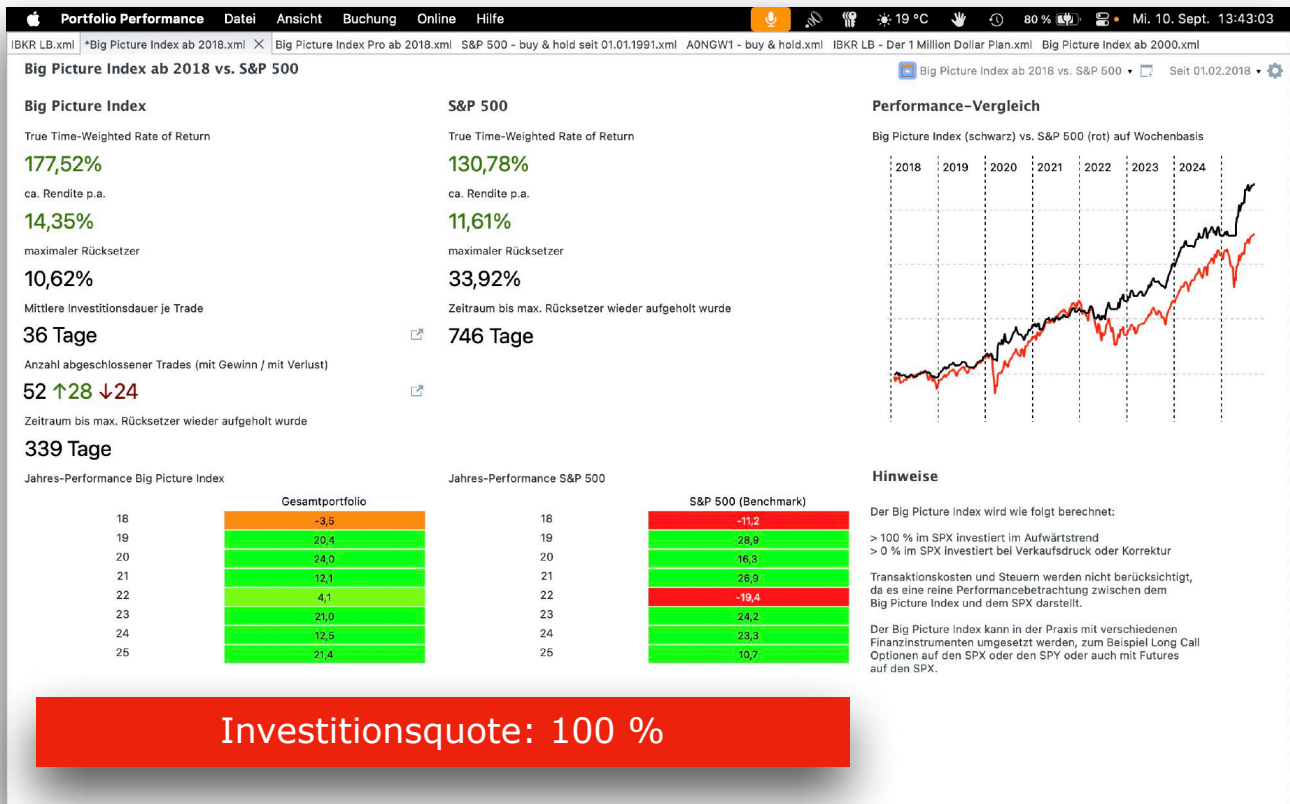 Portfolio Performance Datei Ansicht Buchung Online Hilfe 19 °C 80 % Mi. 10. Sept. 13:43:03
IBKR LB.xml *Big Picture Index ab 2018.xml Big Picture Index Pro ab 2018.xml S&P 500 - buy & hold seit 01.01.1991.xml A0NGW1 - buy & hold.xml IBKR LB - Der 1 Million Dollar Plan.xml Big Picture Index ab 2000.xml
Big Picture Index ab 2018 vs. S&P 500
Big Picture Index ab 2018 vs. S&P 500 Seit 01.02.2018
Big Picture Index
True Time-Weighted Rate of Return
177,52%
ca. Rendite p.a.
14,35%
maximaler Rücksetzer
10,62%
Mittlere Investitionsdauer je Trade
36 Tage
Anzahl abgeschlossener Trades (mit Gewinn / mit Verlust)
52 ↑28 ↓24
Zeitraum bis max. Rücksetzer wieder aufgeholt wurde
339 Tage
S&P 500
True Time-Weighted Rate of Return
130,78%
ca. Rendite p.a.
11,61%
maximaler Rücksetzer
33,92%
Zeitraum bis max. Rücksetzer wieder aufgeholt wurde
746 Tage
Performance-Vergleich
Big Picture Index (schwarz) vs. S&P 500 (rot) auf Wochenbasis
2018 2019 2020 2021 2022 2023 2024
Jahres-Performance Big Picture Index
Gesamtportfolio
18 -3,5
19 20,4
20 24,0
21 12,1
22 4,1
23 21,0
24 12,5
25 21,4
Jahres-Performance S&P 500
S&P 500 (Benchmark)
18 -11,2
19 28,9
20 16,3
21 26,9
22 -19,4
23 24,2
24 23,3
25 10,7
Hinweise
Der Big Picture Index wird wie folgt berechnet:
> 100 % im SPX investiert im Aufwärtstrend
> 0 % im SPX investiert bei Verkaufsdruck oder Korrektur
Transaktionskosten und Steuern werden nicht berücksichtigt,
da es eine reine Performancebetrachtung zwischen dem
Big Picture Index und dem SPX darstellt.
Der Big Picture Index kann in der Praxis mit verschiedenen
Finanzinstrumenten umgesetzt werden, zum Beispiel Long Call
Optionen auf den SPX oder den SPY oder auch mit Futures
auf den SPX.
Investitionsquote: 100 %